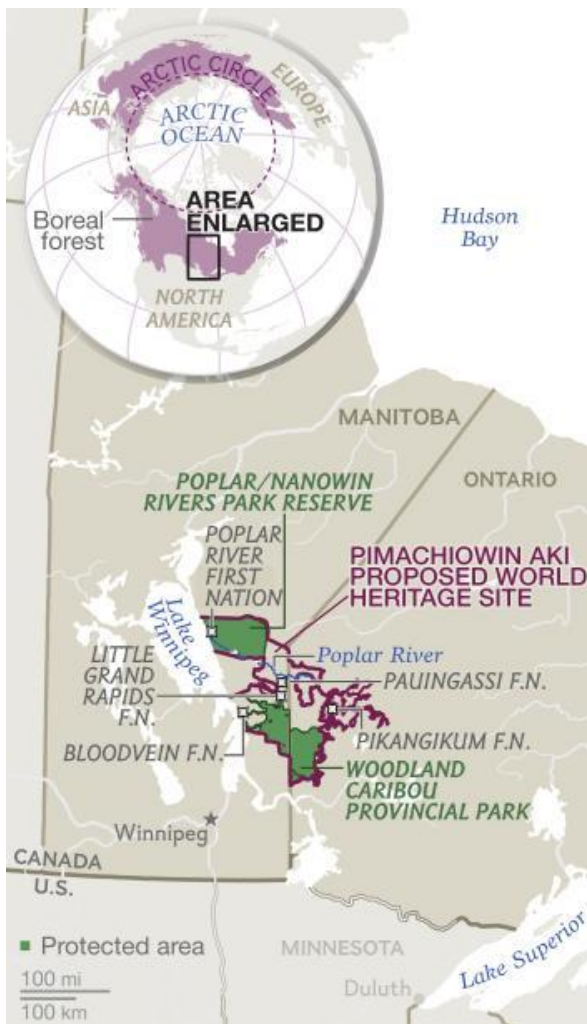 ARCTIC CIRCLE
EUROPE
ASIA
ARCTIC
OCEAN
AREA
ENLARGED
Boreal
forest
NORTH
AMERICA
Hudson
Bay
MANITOBA
ONTARIO
POPLAR/NANOWIN
RIVERS PARK RESERVE
POPLAR
RIVER
FIRST
NATION
PIMACHIOWIN AKI
PROPOSED WORLD
HERITAGE SITE
Lake
Winnipeg
LITTLE
GRAND
RAPIDS
F.N.
Poplar River
PAUINGASSI F.N.
BLOODVEIN F.N.
PIKANGIKUM F.N.
WOODLAND
CARIBOU
PROVINCIAL PARK
Winnipeg
CANADA
U.S.
Protected area
MINNESOTA
Lake Superior
100 mi
100 km
Duluth